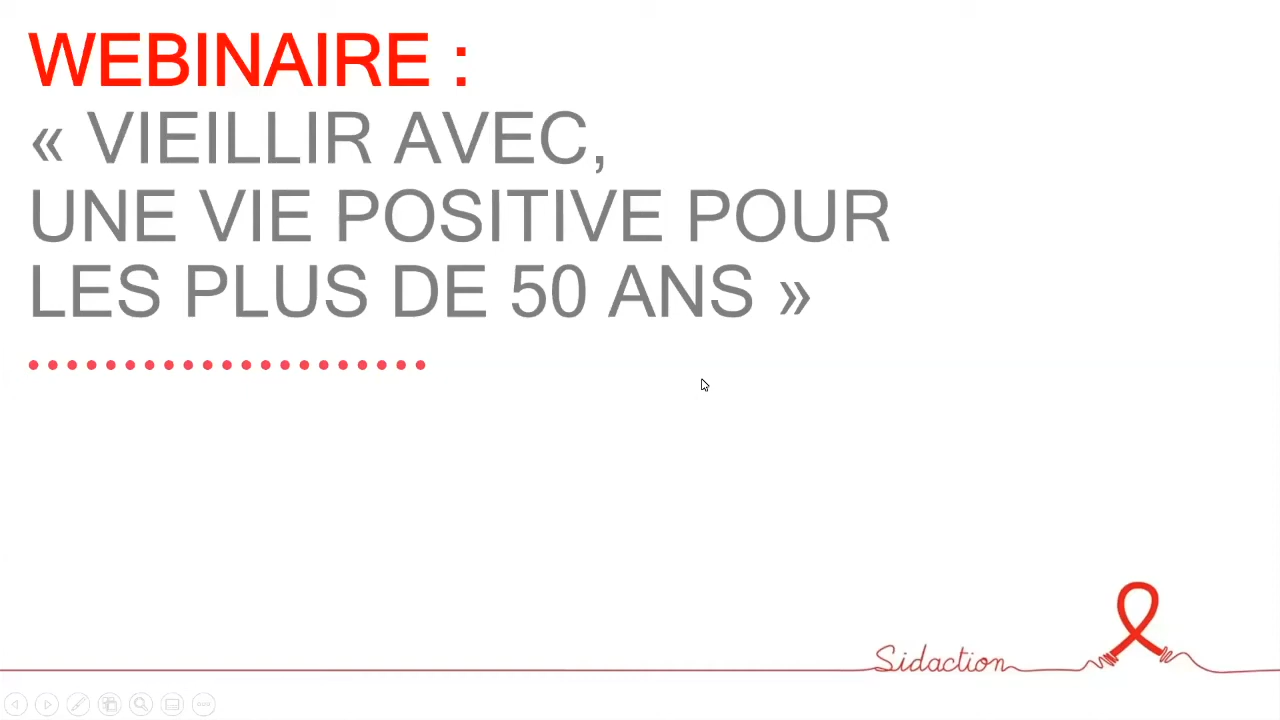 WEBINAIRE :
« VIEILLIR AVEC,
UNE VIE POSITIVE POUR
LES PLUS DE 50 ANS »
Sidaction